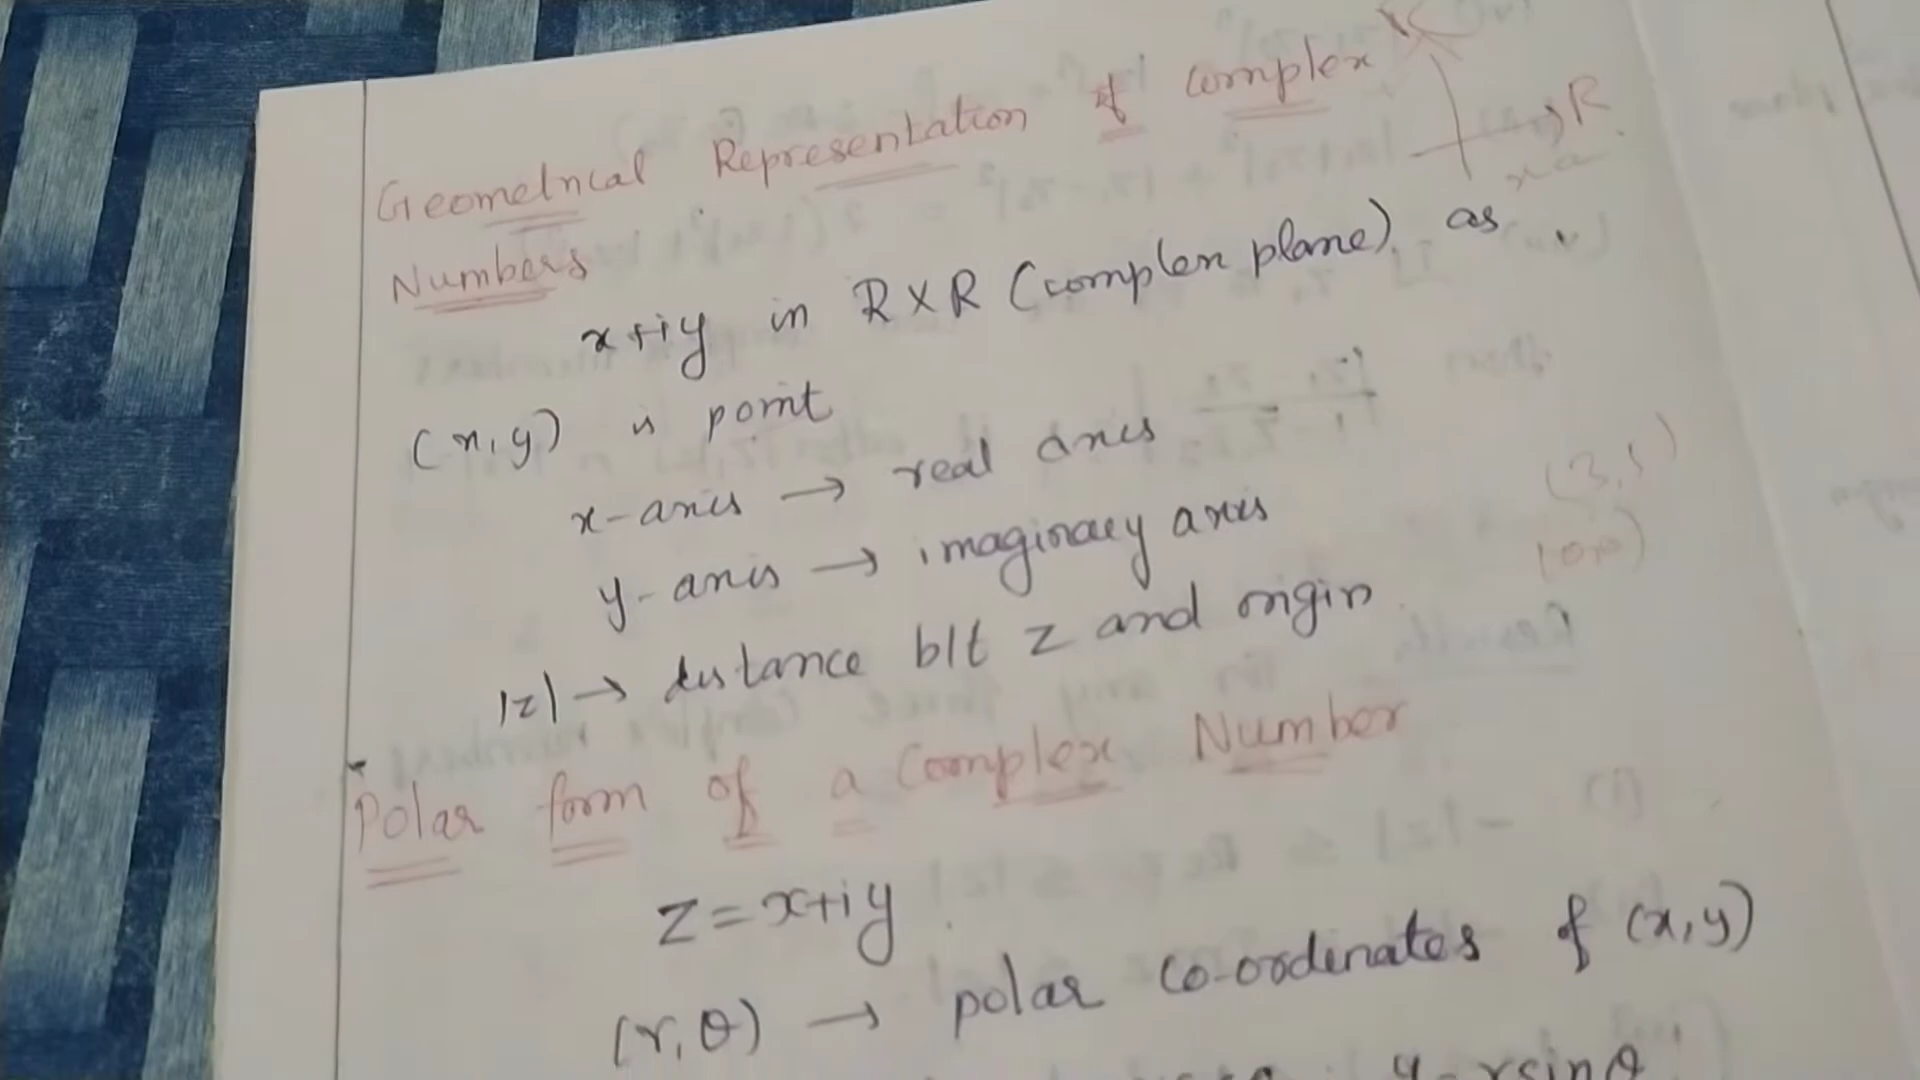 Geometrical Representation of Complex
Numbers
R
x+iy in R×R (complex plane) as
(x,y) is point
x-axis → real axis
y-axis → imaginary axis
|z| → distance b/t z and origin
Polar form of a Complex Number
z=x+iy
(r,θ) → polar co-ordinates of (x,y)
y rsinθ